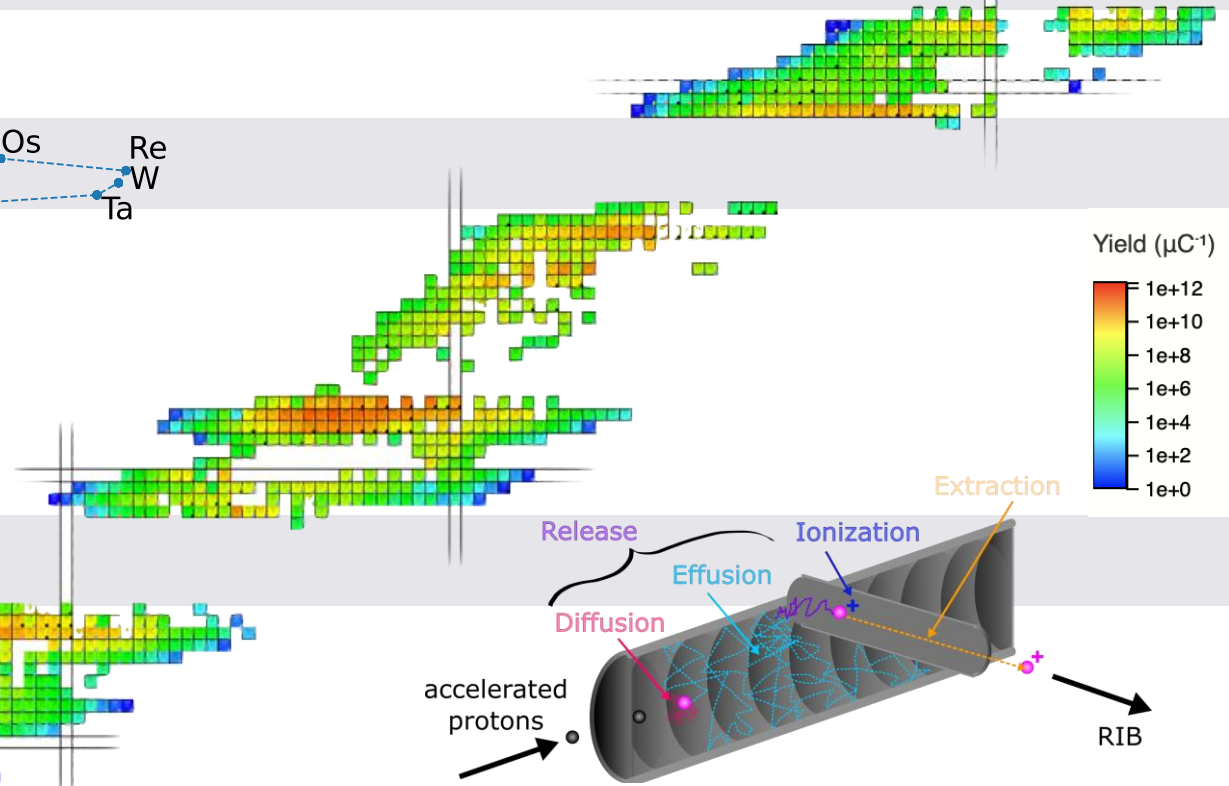 Os
Re
W
Ta
Yield (μC⁻¹)
1e+12
1e+10
1e+8
1e+6
1e+4
1e+2
1e+0
Extraction
Release
Ionization
Effusion
Diffusion
+
+
accelerated
protons
RIB